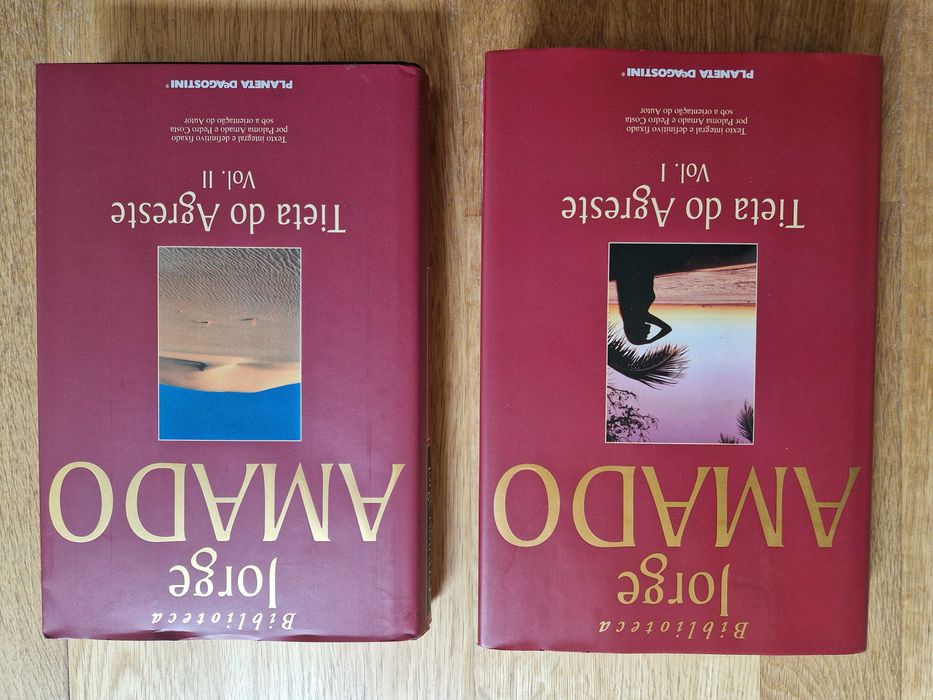 Biblioteca
Jorge
AMADO
Tieta do Agreste
Vol. I
Texto integral e definitivo fixado
por Paloma Amado e Pedro Costa
sob a orientação do Autor
PLANETA DeAGOSTINI®
Biblioteca
Jorge
AMADO
Tieta do Agreste
Vol. II
Texto integral e definitivo fixado
por Paloma Amado e Pedro Costa
sob a orientação do Autor
PLANETA DeAGOSTINI®